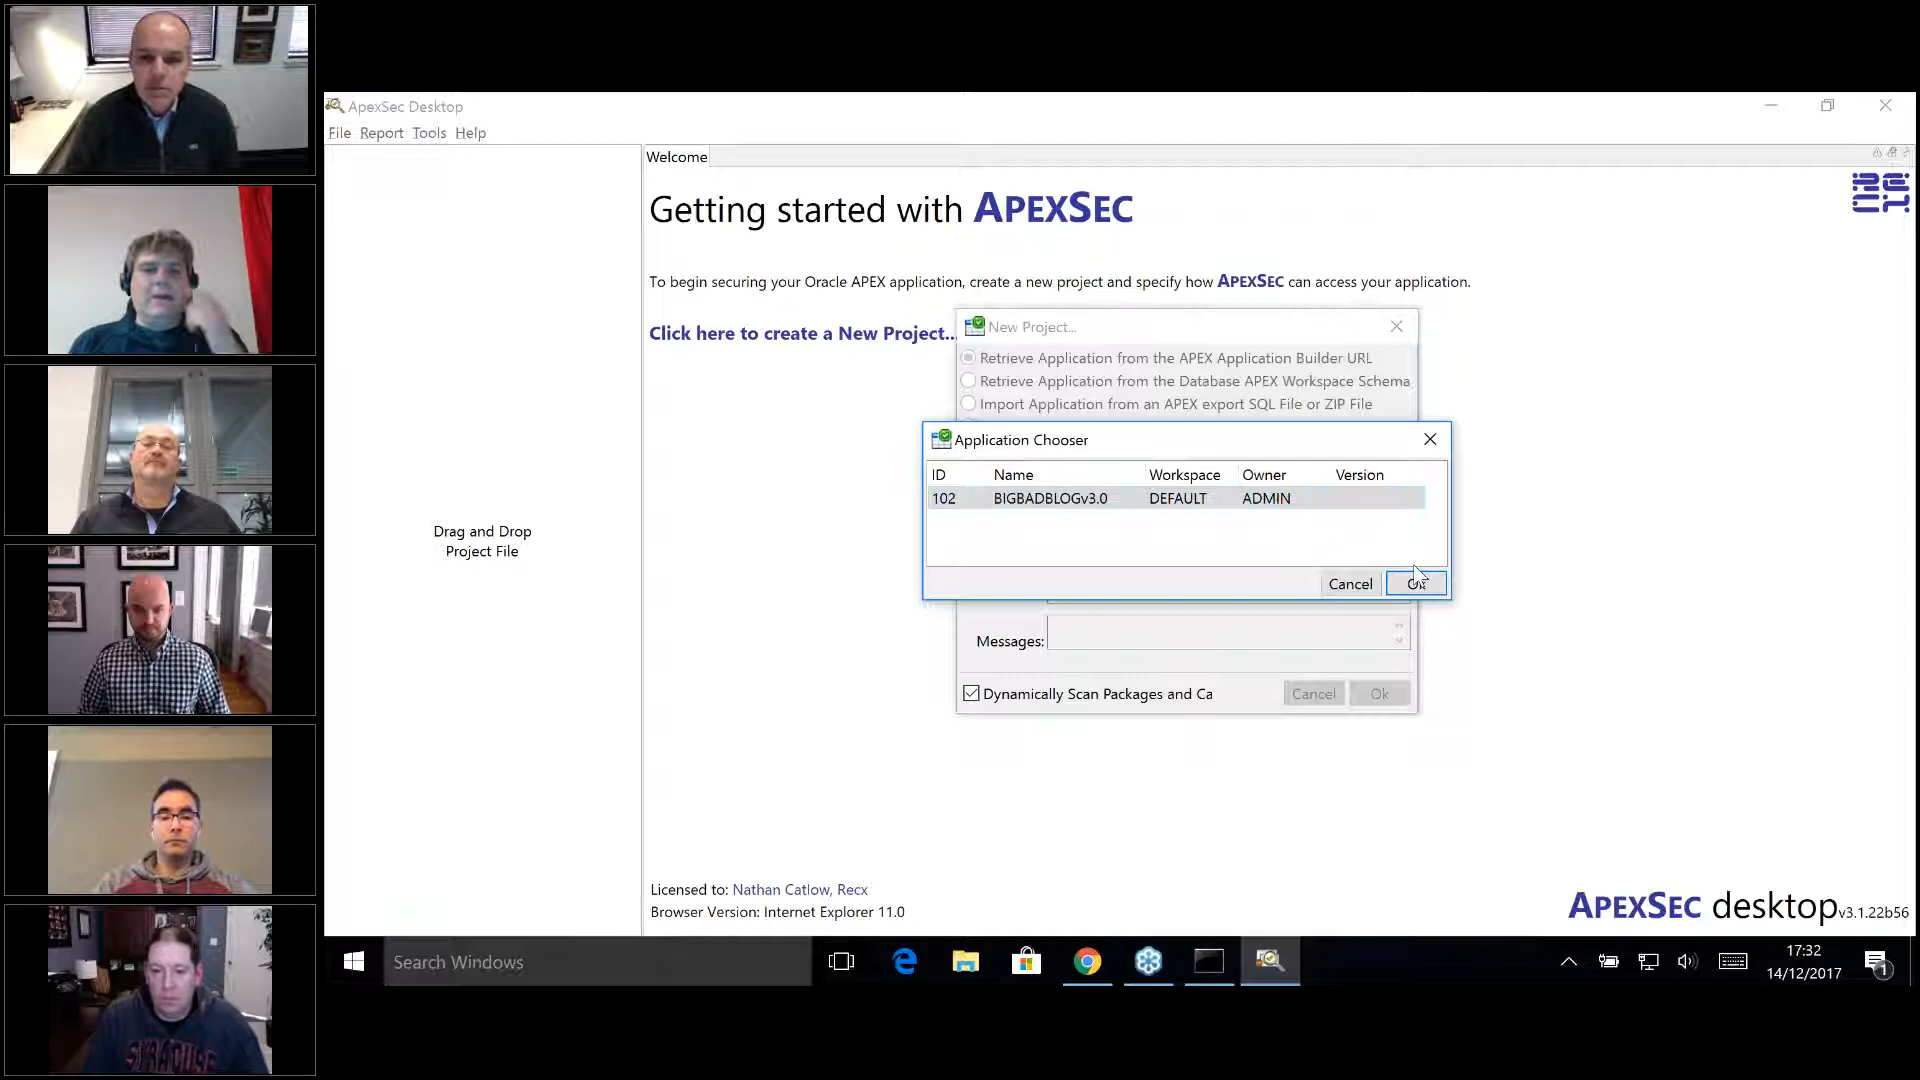 ApexSec Desktop
File Report Tools Help
Welcome
Getting started with APEXSEC
To begin securing your Oracle APEX application, create a new project and specify how APEXSEC can access your application.
Click here to create a New Project...
New Project...
Retrieve Application from the APEX Application Builder URL
Retrieve Application from the Database APEX Workspace Schema
Import Application from an APEX export SQL File or ZIP File
Application Chooser
ID Name Workspace Owner Version
102 BIGBADBLOGv3.0 DEFAULT ADMIN
Cancel Ok
Drag and Drop
Project File
Messages:
Dynamically Scan Packages and Ca
Cancel Ok
Licensed to: Nathan Catlow, Recx
Browser Version: Internet Explorer 11.0
APEXSEC desktop v3.1.22b56
Search Windows
17:32
14/12/2017
1
SYRACUSE